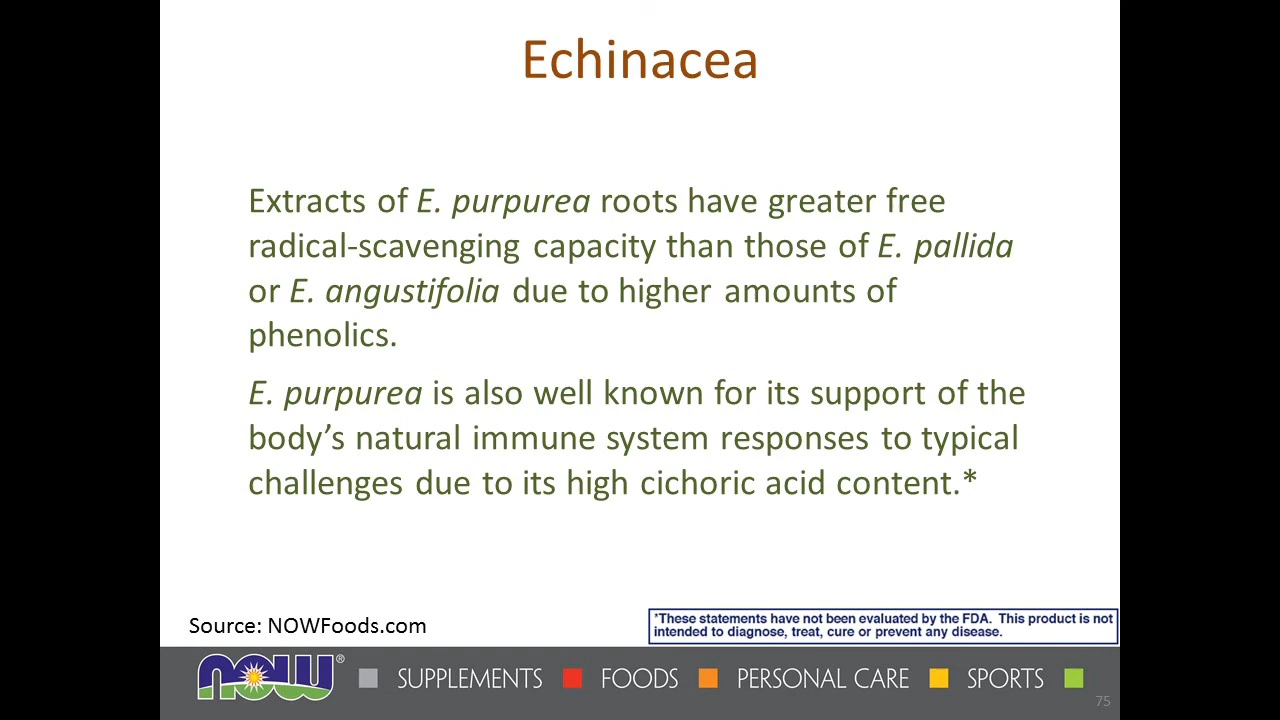 Echinacea
Extracts of E. purpurea roots have greater free
radical-scavenging capacity than those of E. pallida
or E. angustifolia due to higher amounts of
phenolics.
E. purpurea is also well known for its support of the
body’s natural immune system responses to typical
challenges due to its high cichoric acid content.*
Source: NOWFoods.com
*These statements have not been evaluated by the FDA. This product is not
intended to diagnose, treat, cure or prevent any disease.
now® SUPPLEMENTS FOODS PERSONAL CARE SPORTS
75